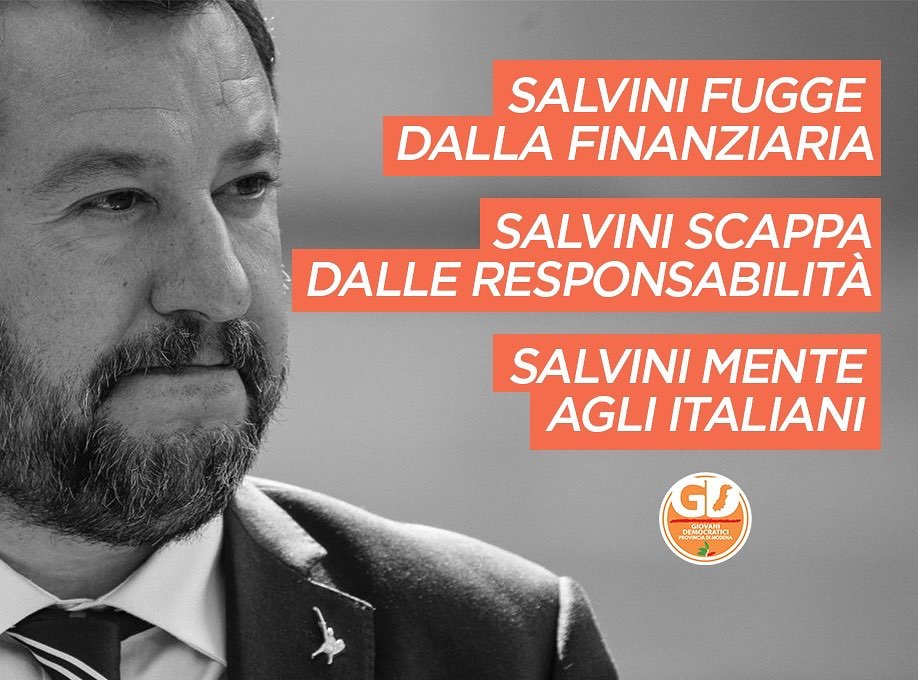 SALVINI FUGGE
DALLA FINANZIARIA
SALVINI SCAPPA
DALLE RESPONSABILITÀ
SALVINI MENTE
AGLI ITALIANI
GD
GIOVANI
DEMOCRATICI
PROVINCIA DI MODENA